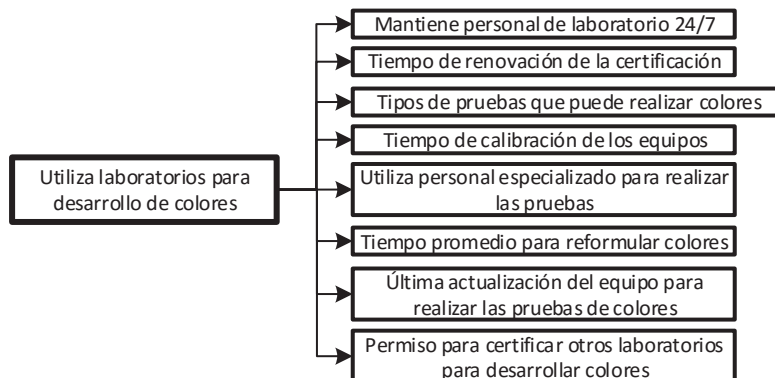 Mantiene personal de laboratorio 24/7
Tiempo de renovación de la certificación
Tipos de pruebas que puede realizar colores
Tiempo de calibración de los equipos
Utiliza laboratorios para
desarrollo de colores
Utiliza personal especializado para realizar
las pruebas
Tiempo promedio para reformular colores
Última actualización del equipo para
realizar las pruebas de colores
Permiso para certificar otros laboratorios
para desarrollar colores